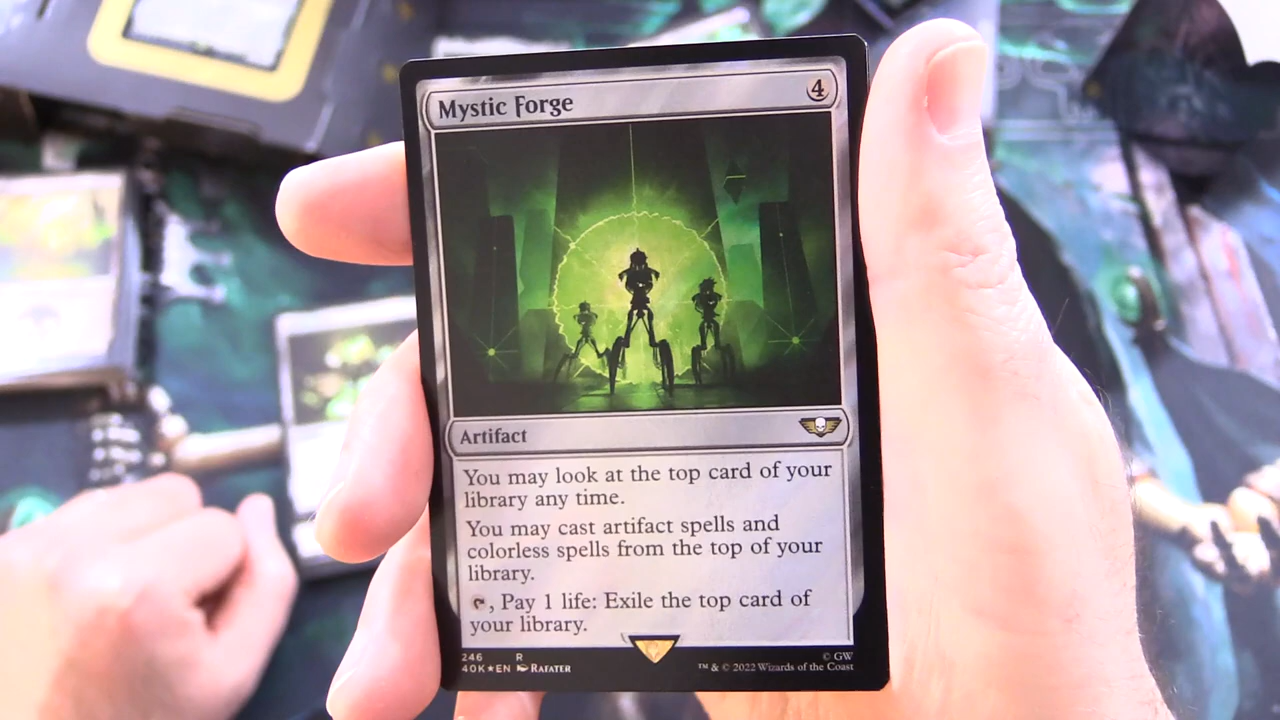 Mystic Forge 4
Artifact
You may look at the top card of your
library any time.
You may cast artifact spells and
colorless spells from the top of your
library.
, Pay 1 life: Exile the top card of
your library.
246 R © GW
40K★EN Rafater ™ & © 2022 Wizards of the Coast